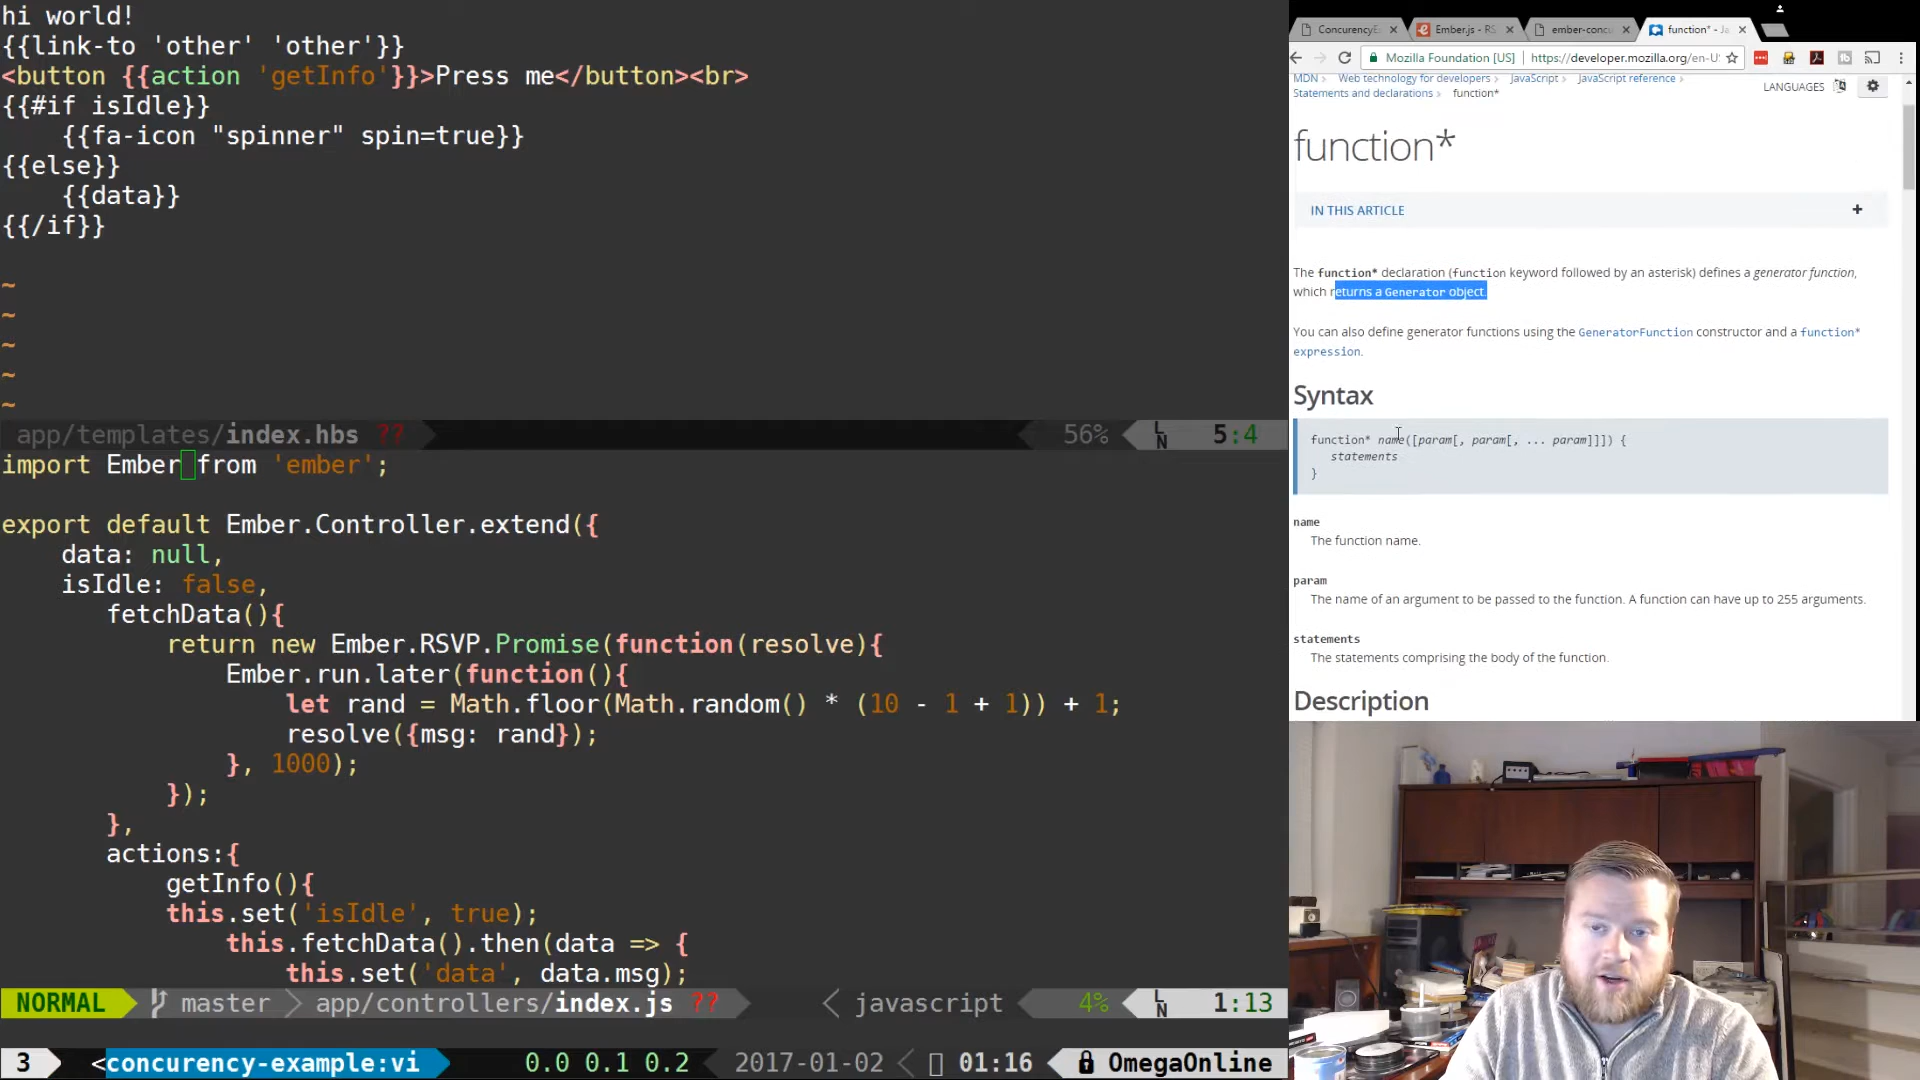 hi world!
{{link-to 'other' 'other'}}
<button {{action 'getInfo'}}>Press me</button><br>
{{#if isIdle}}
    {{fa-icon "spinner" spin=true}}
{{else}}
    {{data}}
{{/if}}
~
~
~
~
~
app/templates/index.hbs ?? 56% LN 5:4
import Ember from 'ember';
export default Ember.Controller.extend({
    data: null,
    isIdle: false,
       fetchData(){
           return new Ember.RSVP.Promise(function(resolve){
               Ember.run.later(function(){
                   let rand = Math.floor(Math.random() * (10 - 1 + 1)) + 1;
                   resolve({msg: rand});
               }, 1000);
           });
       },
       actions:{
           getInfo(){
           this.set('isIdle', true);
               this.fetchData().then(data => {
                   this.set('data', data.msg);
NORMAL master app/controllers/index.js ?? javascript 4% LN 1:13
3 <concurency-example:vi 0.0 0.1 0.2 2017-01-02 < 01:16 OmegaOnline
ConcurencyE Ember.js - RS ember-concu function* - Ja
Mozilla Foundation [US] https://developer.mozilla.org/en-U
MDN > Web technology for developers > JavaScript > JavaScript reference >
Statements and declarations > function*
LANGUAGES
function*
IN THIS ARTICLE +
The function* declaration (function keyword followed by an asterisk) defines a generator function,
which returns a Generator object.
You can also define generator functions using the GeneratorFunction constructor and a function*
expression.
Syntax
function* name([param[, param[, ... param]]]) {
   statements
}
name
The function name.
param
The name of an argument to be passed to the function. A function can have up to 255 arguments.
statements
The statements comprising the body of the function.
Description